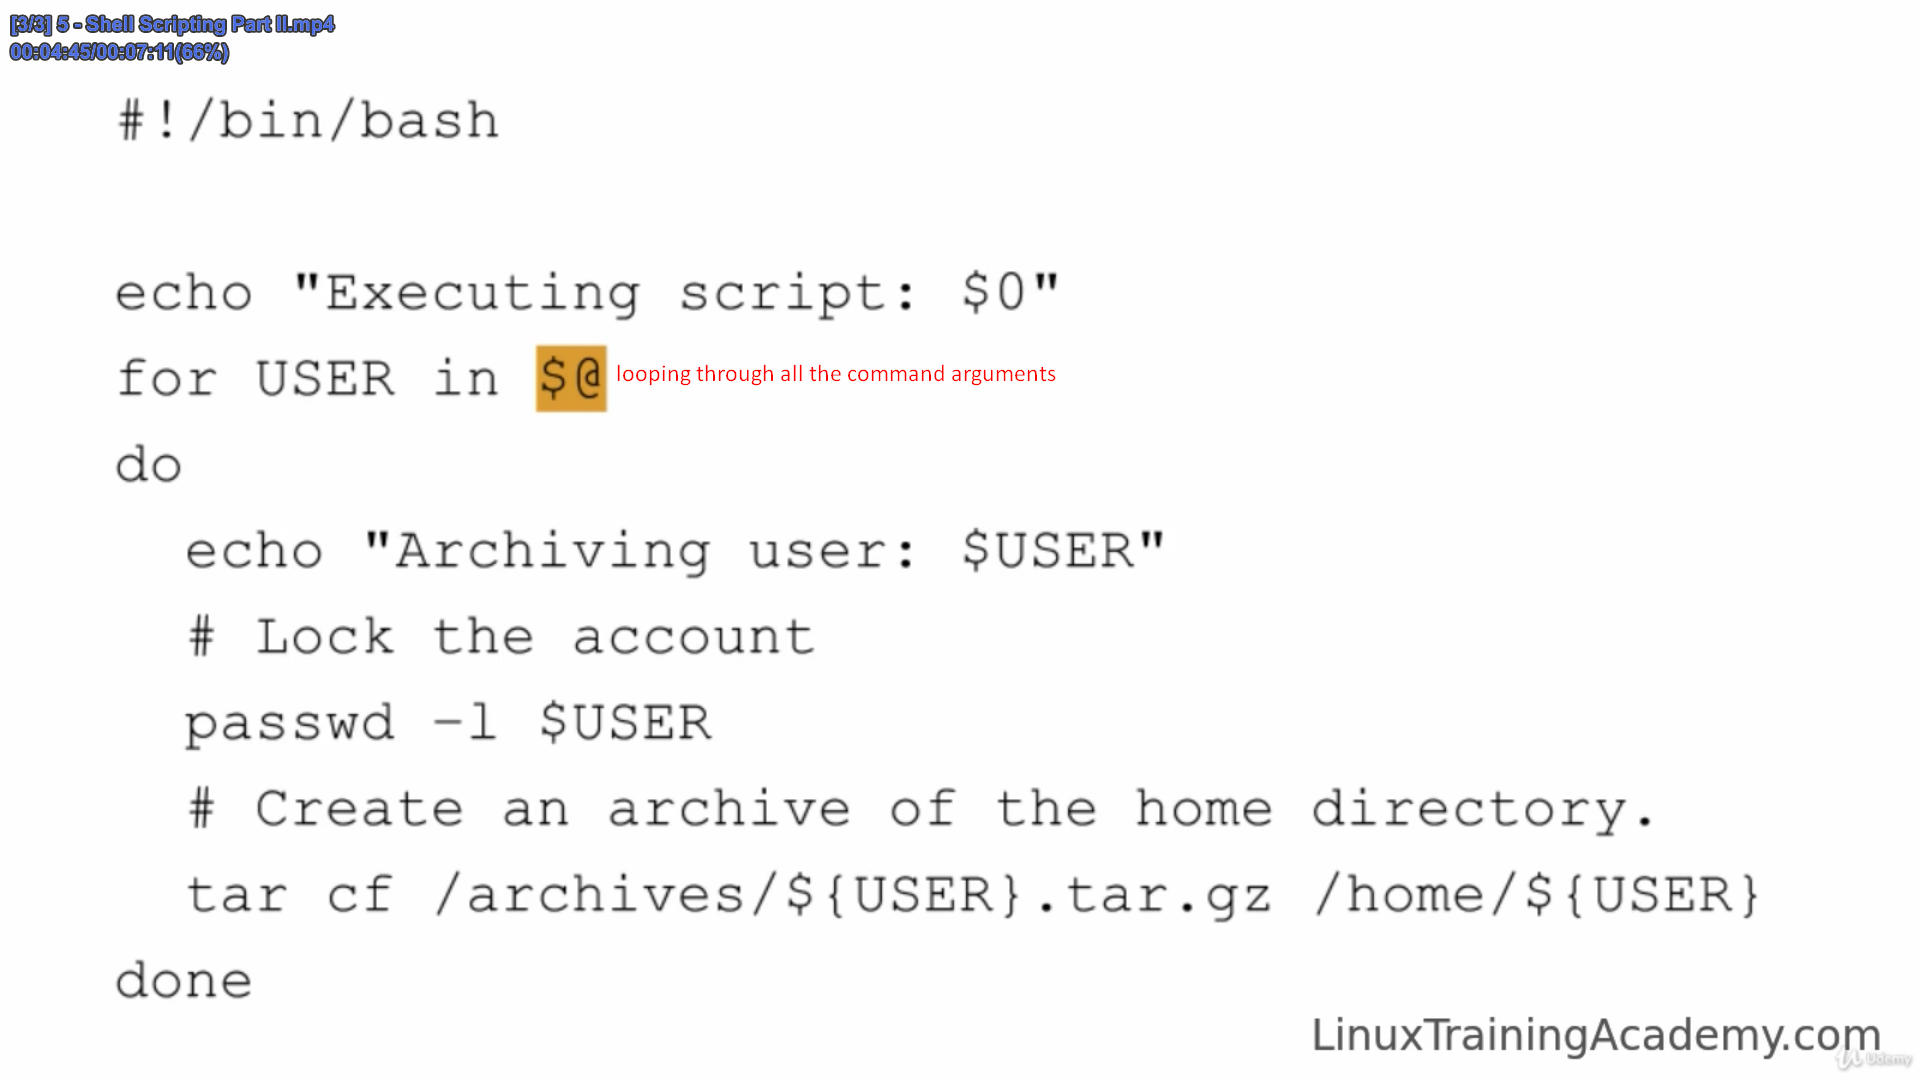 [3/3] 5 - Shell Scripting Part II.mp4
00:04:45/00:07:11(66%)
#!/bin/bash
echo "Executing script: $0"
for USER in $@ looping through all the command arguments
do
echo "Archiving user: $USER"
# Lock the account
passwd -l $USER
# Create an archive of the home directory.
tar cf /archives/${USER}.tar.gz /home/${USER}
done
LinuxTrainingAcademy.com
Udemy